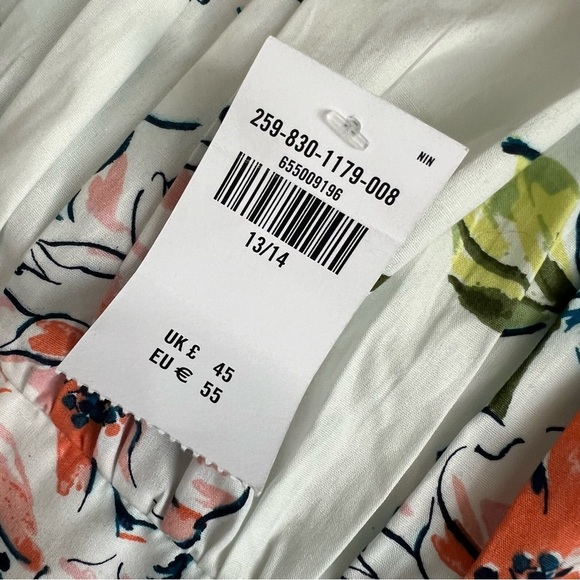 259-830-1179-008
NIN
655009196
13/14
UK £ 45
EU € 55